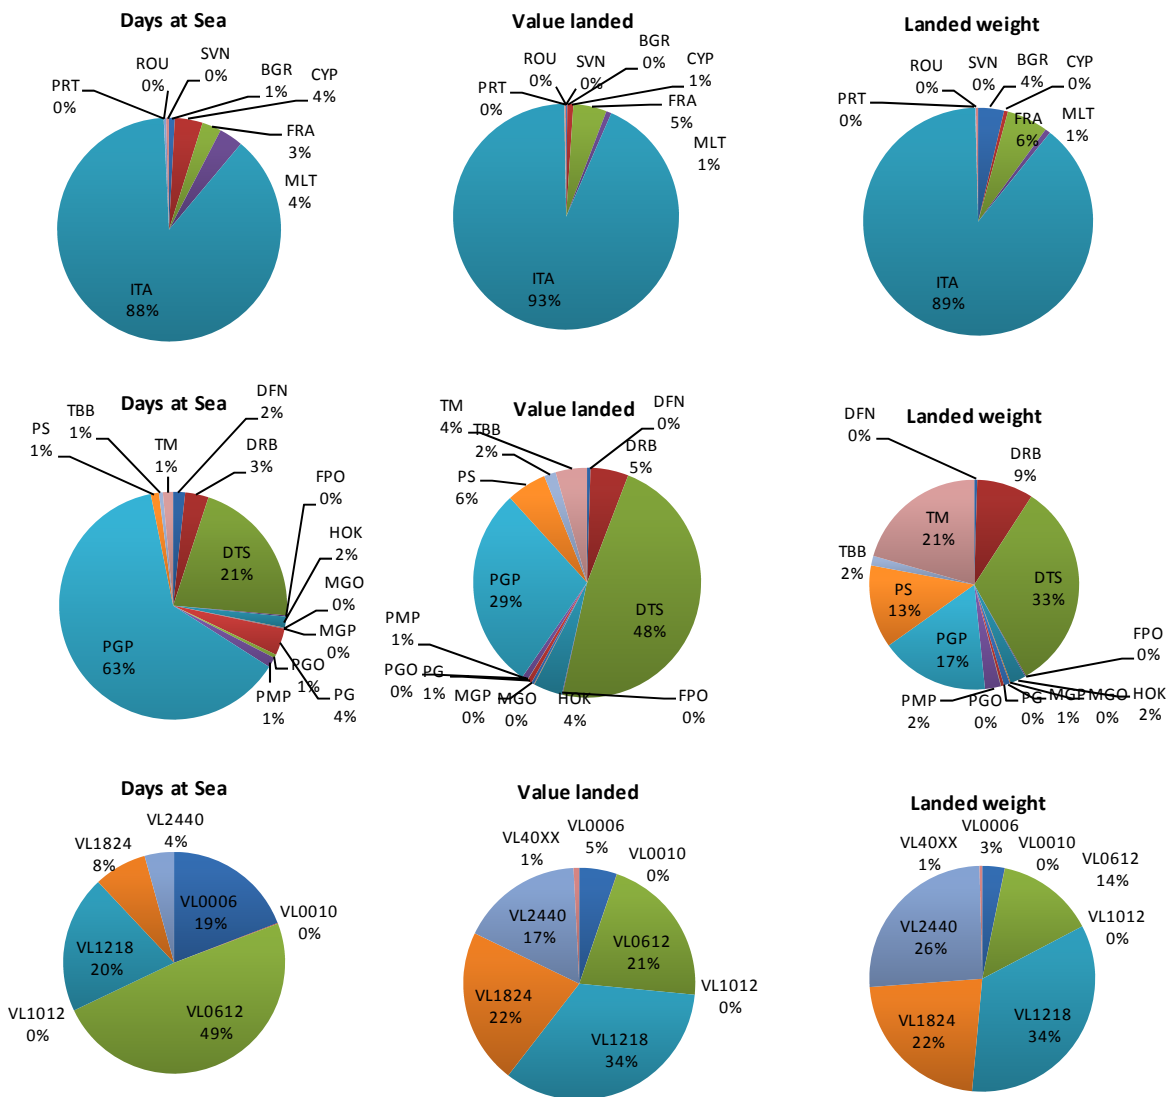 Days at Sea
ROU
0%
SVN
0%
BGR
1%
CYP
4%
PRT
0%
FRA
3%
MLT
4%
ITA
88%
Value landed
ROU
0%
SVN
0%
BGR
0%
CYP
1%
PRT
0%
FRA
5%
MLT
1%
ITA
93%
Landed weight
ROU
0%
SVN
0%
BGR
4%
CYP
0%
PRT
0%
FRA
6%
MLT
1%
ITA
89%
Days at Sea
PS
1%
TBB
1%
TM
1%
DFN
2%
DRB
3%
FPO
0%
DTS
21%
HOK
2%
MGO
0%
MGP
0%
PGO
1%
PG
4%
PMP
1%
PGP
63%
Value landed
TM
4%
TBB
2%
DFN
0%
DRB
5%
PS
6%
PGP
29%
DTS
48%
PMP
1%
PGO
0%
PG
1%
MGP
0%
MGO
0%
HOK
4%
FPO
0%
Landed weight
DFN
0%
DRB
9%
TM
21%
TBB
2%
DTS
33%
PS
13%
PGP
17%
FPO
0%
PMP
2%
PGO
0%
PG
0%
MGP
1%
MGO
0%
HOK
2%
Days at Sea
VL2440
4%
VL1824
8%
VL0006
19%
VL0010
0%
VL1218
20%
VL1012
0%
VL0612
49%
Value landed
VL40XX
1%
VL0006
5%
VL0010
0%
VL2440
17%
VL0612
21%
VL1012
0%
VL1824
22%
VL1218
34%
Landed weight
VL40XX
1%
VL0006
3%
VL0010
0%
VL0612
14%
VL1012
0%
VL2440
26%
VL1824
22%
VL1218
34%